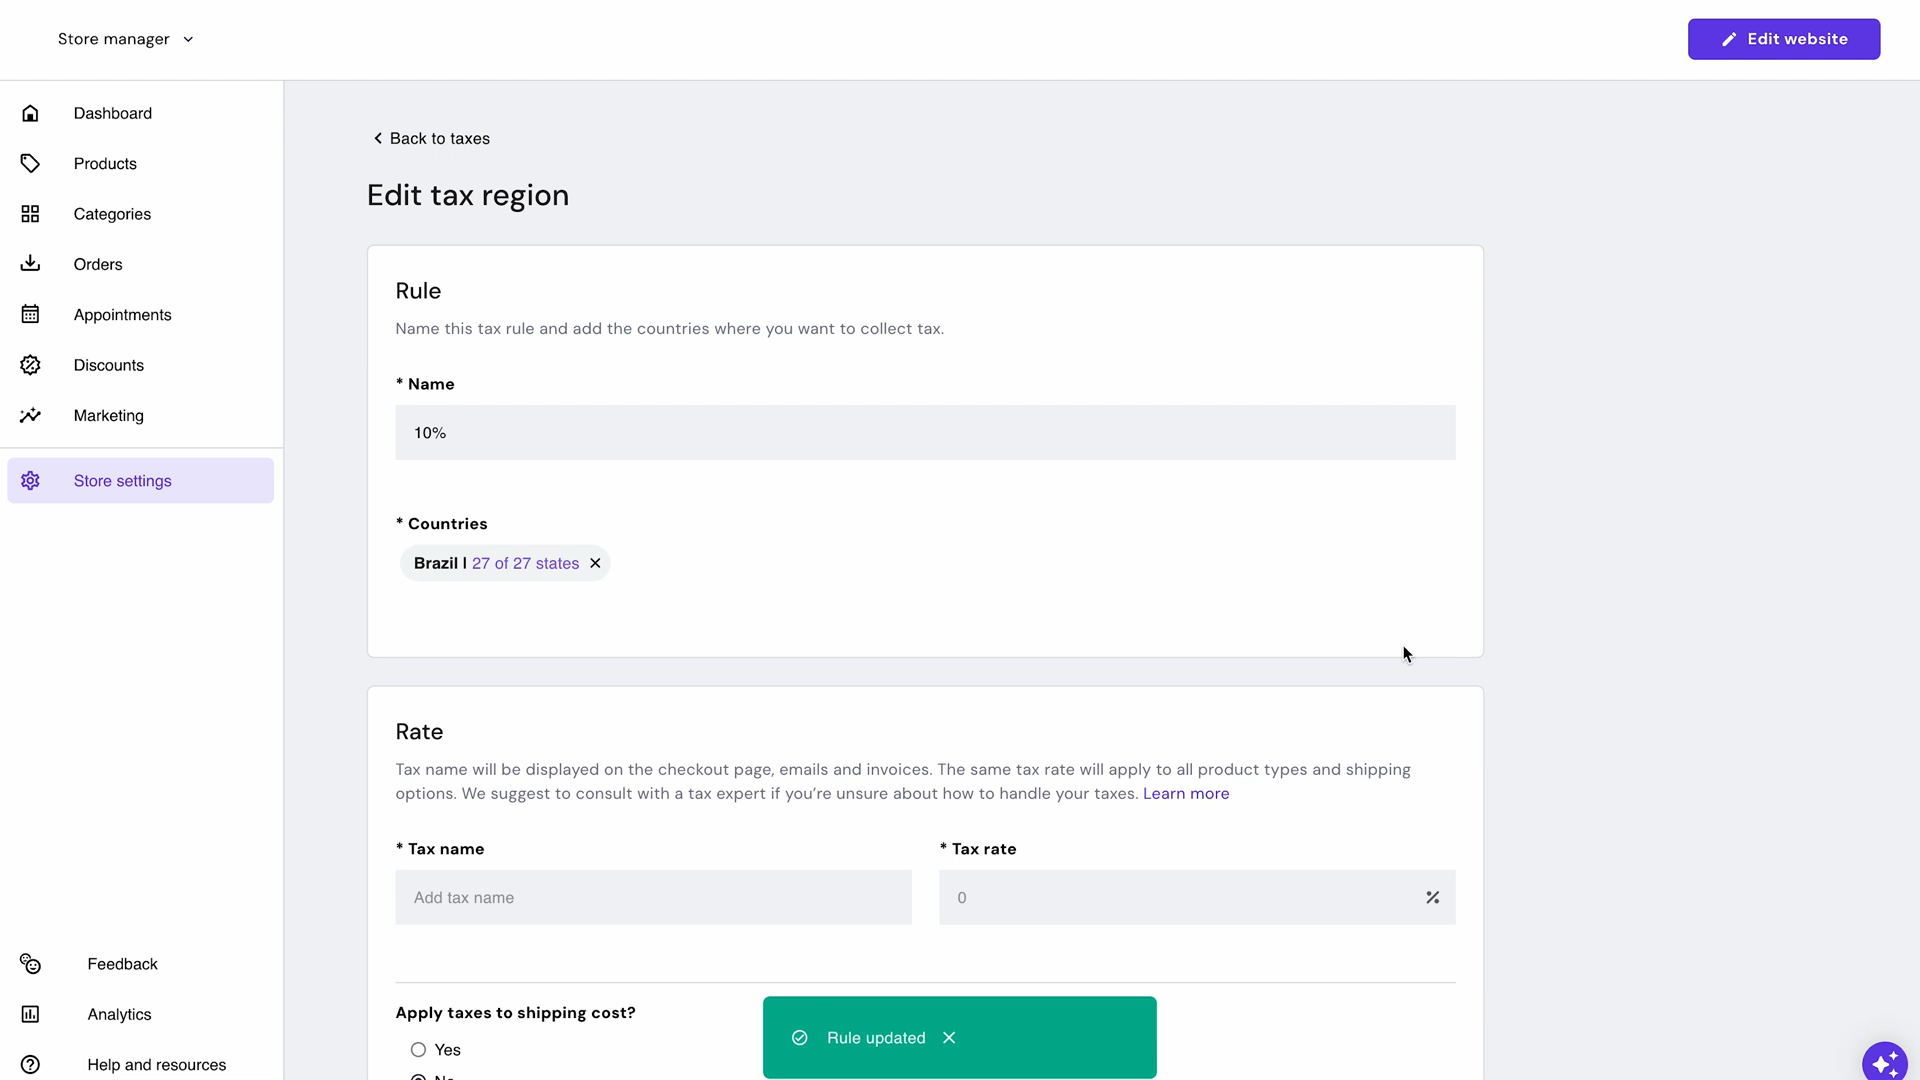 Store manager
Edit website
Dashboard
Products
Categories
Orders
Appointments
Discounts
Marketing
Store settings
Feedback
Analytics
Help and resources
Back to taxes
Edit tax region
Rule
Name this tax rule and add the countries where you want to collect tax.
* Name
10%
* Countries
Brazil | 27 of 27 states
Rate
Tax name will be displayed on the checkout page, emails and invoices. The same tax rate will apply to all product types and shipping
options. We suggest to consult with a tax expert if you’re unsure about how to handle your taxes. Learn more
* Tax name
* Tax rate
Add tax name
0 %
Apply taxes to shipping cost?
Yes
No
Rule updated